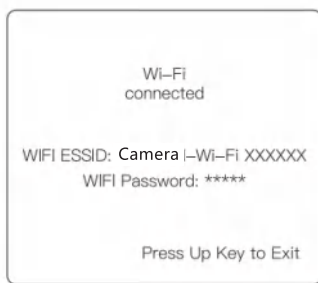 Wi-Fi
connected
WIFI ESSID: Camera -Wi-Fi XXXXXX
WIFI Password: *****
Press Up Key to Exit